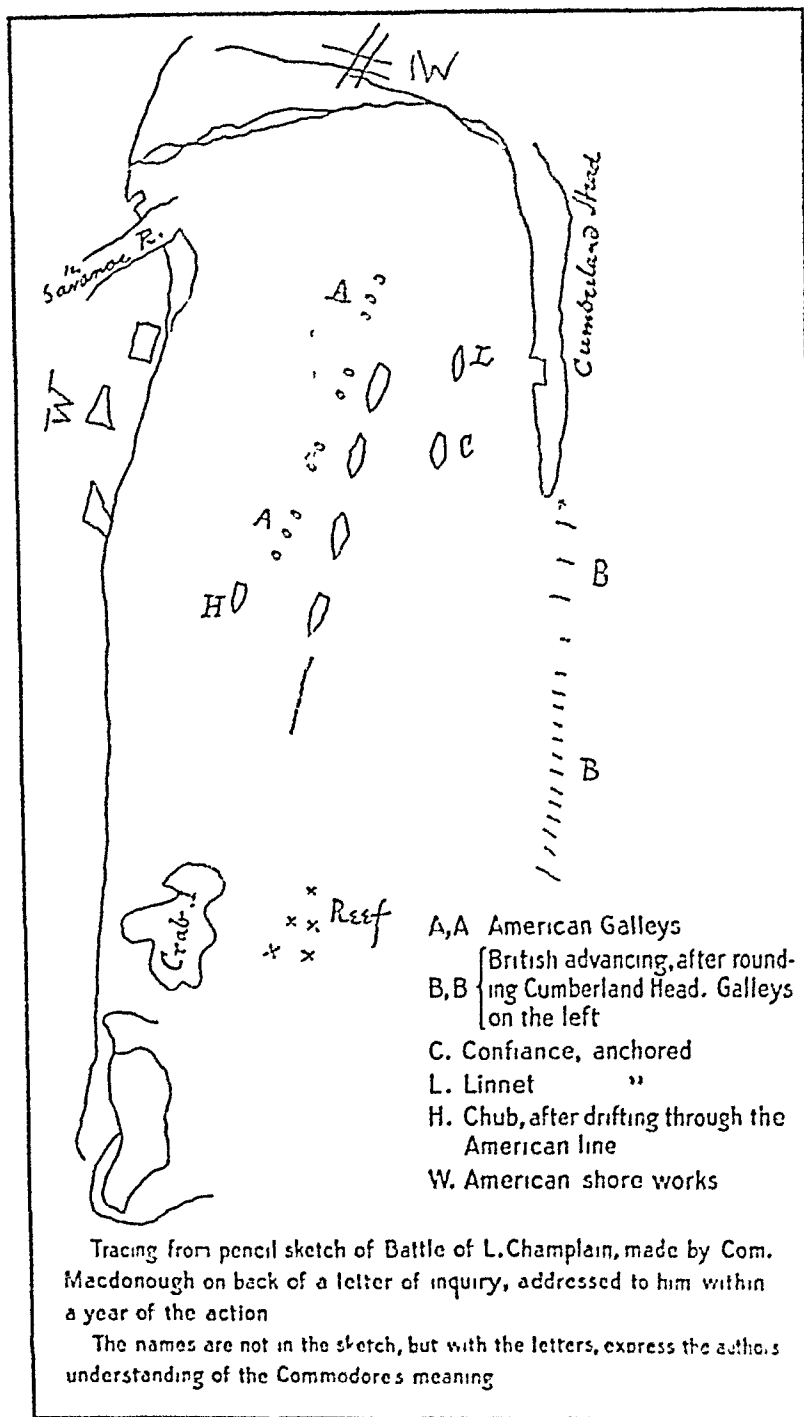 W
Cumberland Head
Saranac R.
A
L
W
C
A
B
H
B
Crab I
Reef
A,A American Galleys
B,B British advancing, after round-
ing Cumberland Head. Galleys
on the left
C. Confiance, anchored
L. Linnet "
H. Chub, after drifting through the
American line
W. American shore works
Tracing from pencil sketch of Battle of L. Champlain, made by Com.
Macdonough on back of a letter of inquiry, addressed to him within
a year of the action
The names are not in the sketch, but with the letters, express the authors
understanding of the Commodores meaning